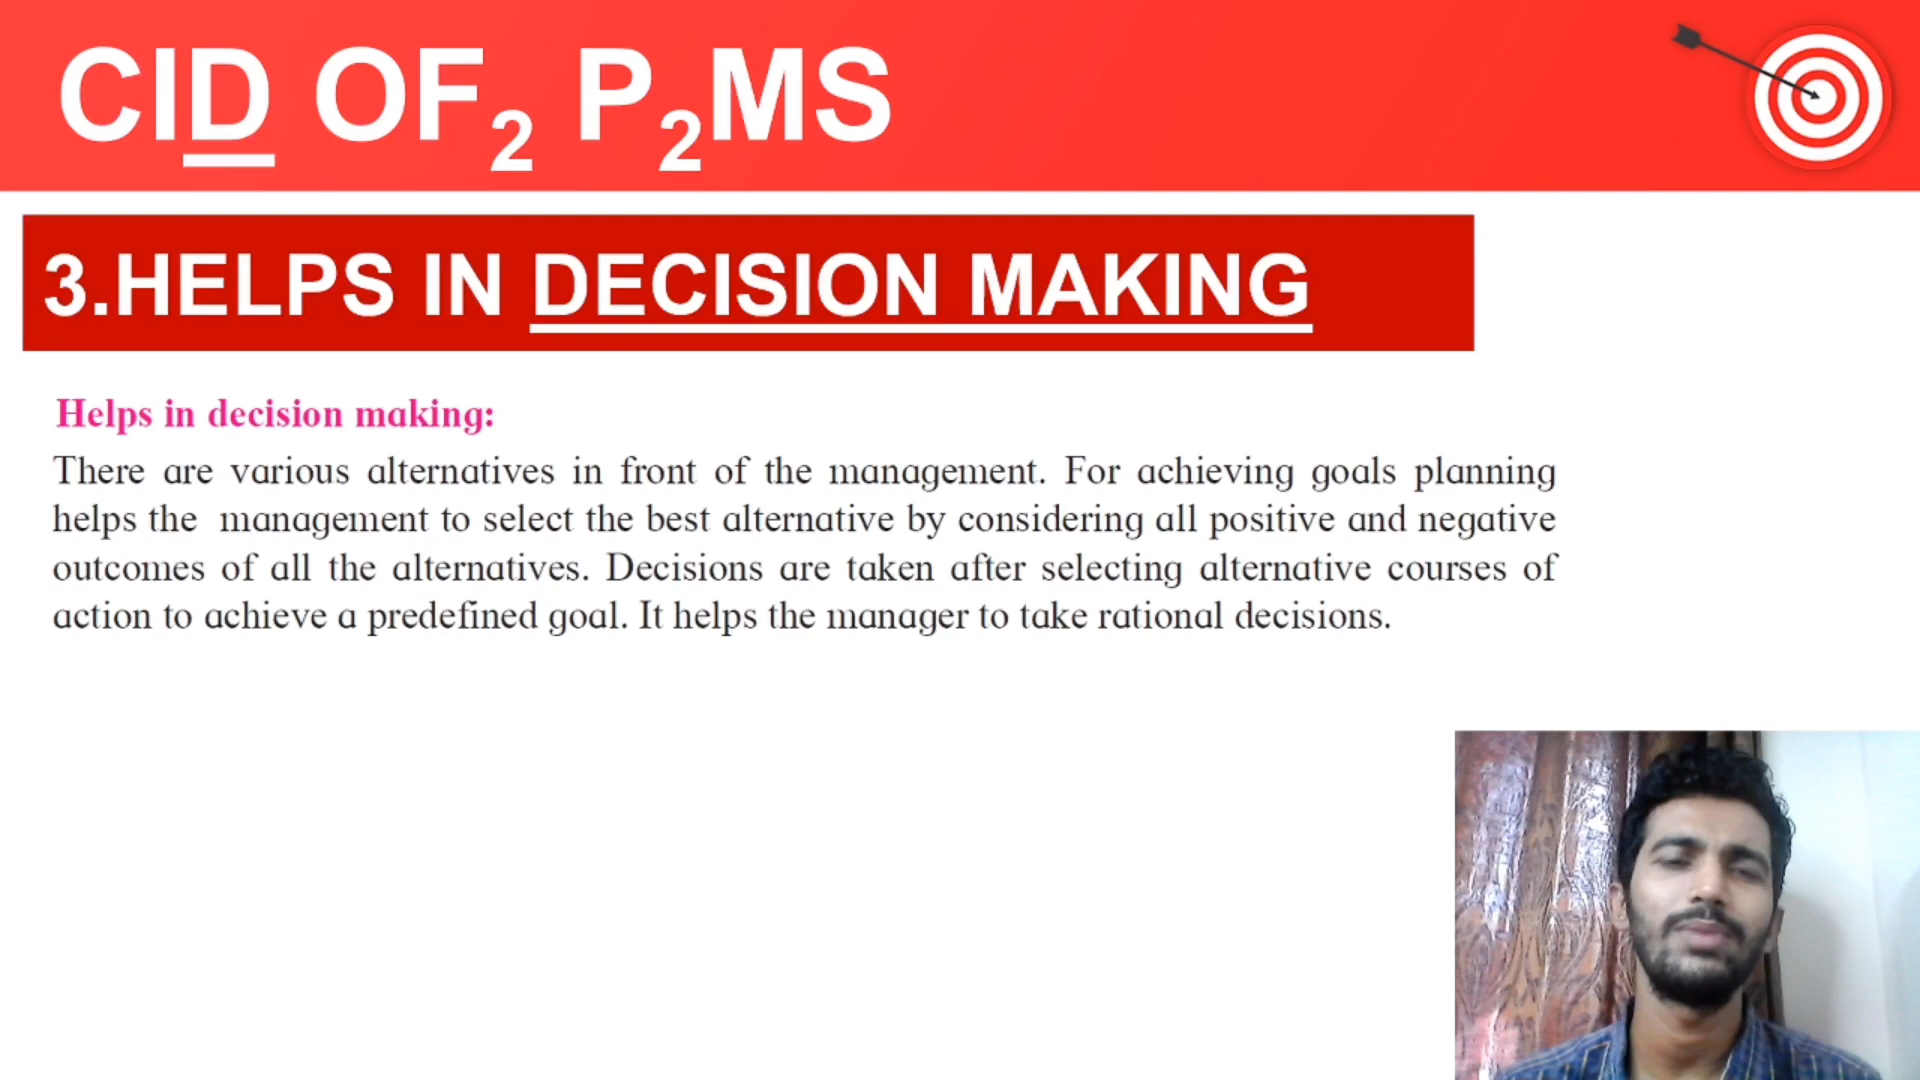 CID OF2 P2MS
3.HELPS IN DECISION MAKING
Helps in decision making:
There are various alternatives in front of the management. For achieving goals planning
helps the management to select the best alternative by considering all positive and negative
outcomes of all the alternatives. Decisions are taken after selecting alternative courses of
action to achieve a predefined goal. It helps the manager to take rational decisions.